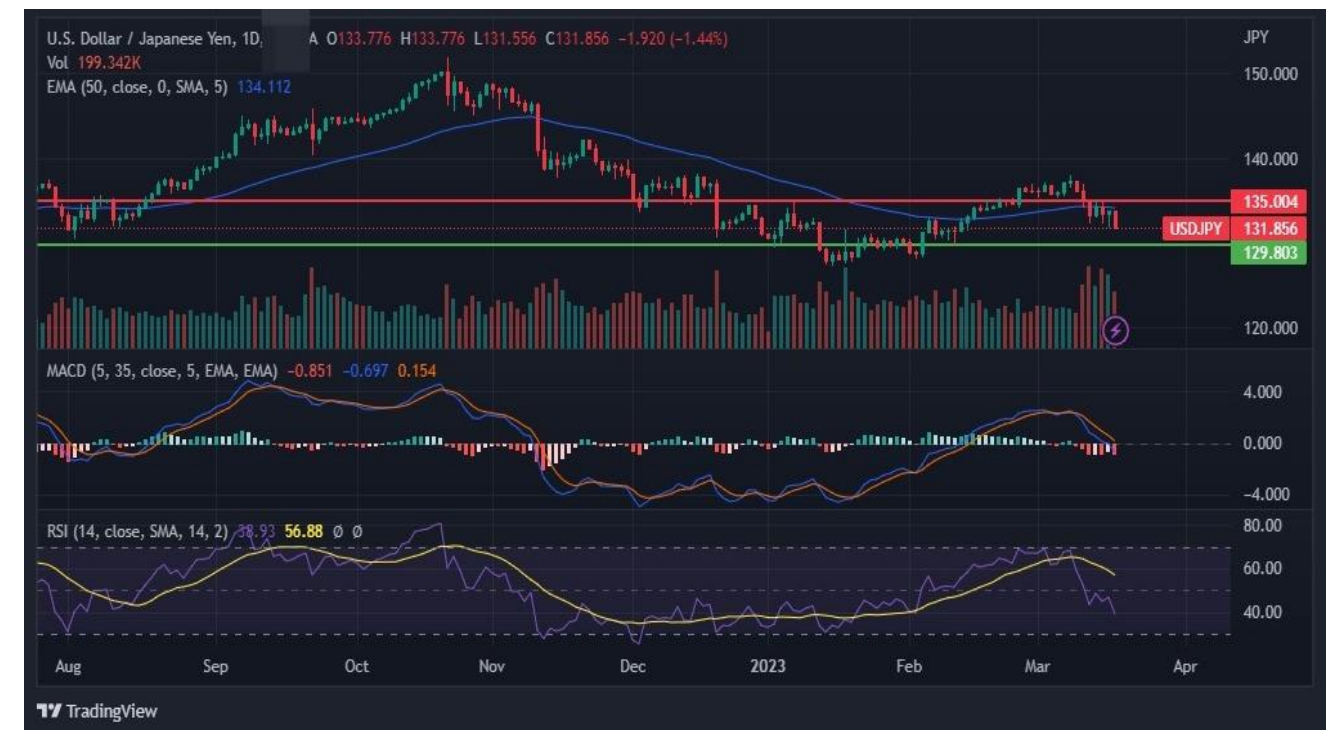 U.S. Dollar / Japanese Yen, 1D, A O133.776 H133.776 L131.556 C131.856 −1.920 (−1.44%)
JPY
Vol 199.342K
EMA (50, close, 0, SMA, 5) 134.112
150.000
140.000
135.004
USDJPY 131.856
129.803
120.000
MACD (5, 35, close, 5, EMA, EMA) −0.851 −0.697 0.154
4.000
0.000
−4.000
RSI (14, close, SMA, 14, 2) 38.93 56.88 Ø Ø
80.00
60.00
40.00
Aug Sep Oct Nov Dec 2023 Feb Mar Apr
TradingView